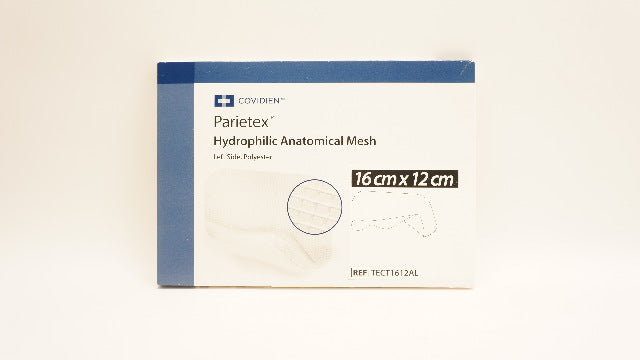 COVIDIEN™
Parietex™
Hydrophilic Anatomical Mesh
Left Side, Polyester
16 cm x 12 cm
REF TECT1612AL